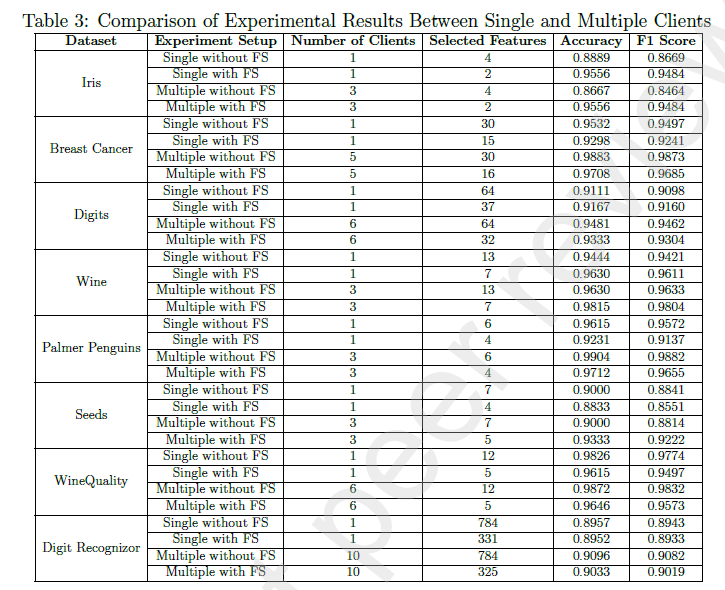 Table 3: Comparison of Experimental Results Between Single and Multiple Clients
Dataset Experiment Setup Number of Clients Selected Features Accuracy F1 Score
Iris
Single without FS 1 4 0.8889 0.8669
Single with FS 1 2 0.9556 0.9484
Multiple without FS 3 4 0.8667 0.8464
Multiple with FS 3 2 0.9556 0.9484
Breast Cancer
Single without FS 1 30 0.9532 0.9497
Single with FS 1 15 0.9298 0.9241
Multiple without FS 5 30 0.9883 0.9873
Multiple with FS 5 16 0.9708 0.9685
Digits
Single without FS 1 64 0.9111 0.9098
Single with FS 1 37 0.9167 0.9160
Multiple without FS 6 64 0.9481 0.9462
Multiple with FS 6 32 0.9333 0.9304
Wine
Single without FS 1 13 0.9444 0.9421
Single with FS 1 7 0.9630 0.9611
Multiple without FS 3 13 0.9630 0.9633
Multiple with FS 3 7 0.9815 0.9804
Palmer Penguins
Single without FS 1 6 0.9615 0.9572
Single with FS 1 4 0.9231 0.9137
Multiple without FS 3 6 0.9904 0.9882
Multiple with FS 3 4 0.9712 0.9655
Seeds
Single without FS 1 7 0.9000 0.8841
Single with FS 1 4 0.8833 0.8551
Multiple without FS 3 7 0.9000 0.8814
Multiple with FS 3 5 0.9333 0.9222
WineQuality
Single without FS 1 12 0.9826 0.9774
Single with FS 1 5 0.9615 0.9497
Multiple without FS 6 12 0.9872 0.9832
Multiple with FS 6 5 0.9646 0.9573
Digit Recognizor
Single without FS 1 784 0.8957 0.8943
Single with FS 1 331 0.8952 0.8933
Multiple without FS 10 784 0.9096 0.9082
Multiple with FS 10 325 0.9033 0.9019
t peer review